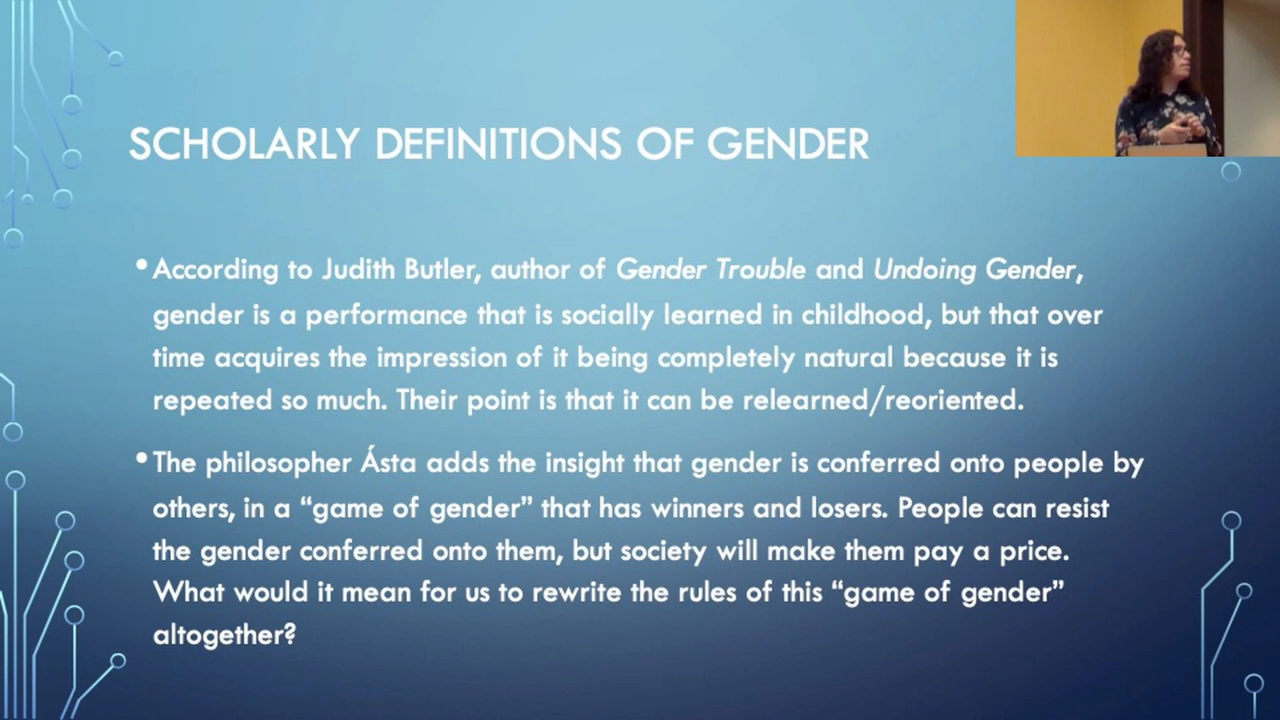 SCHOLARLY DEFINITIONS OF GENDER
•According to Judith Butler, author of Gender Trouble and Undoing Gender,
gender is a performance that is socially learned in childhood, but that over
time acquires the impression of it being completely natural because it is
repeated so much. Their point is that it can be relearned/reoriented.
•The philosopher Ásta adds the insight that gender is conferred onto people by
others, in a “game of gender” that has winners and losers. People can resist
the gender conferred onto them, but society will make them pay a price.
What would it mean for us to rewrite the rules of this “game of gender”
altogether?